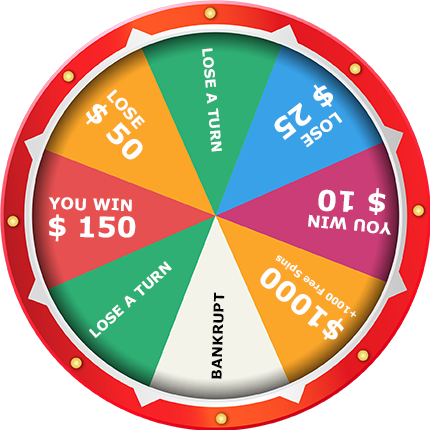 LOSE A TURN
LOSE
$ 25
YOU WIN
$ 10
$1000
+1000 Free Spins
BANKRUPT
LOSE A TURN
YOU WIN
$ 150
LOSE
$ 50